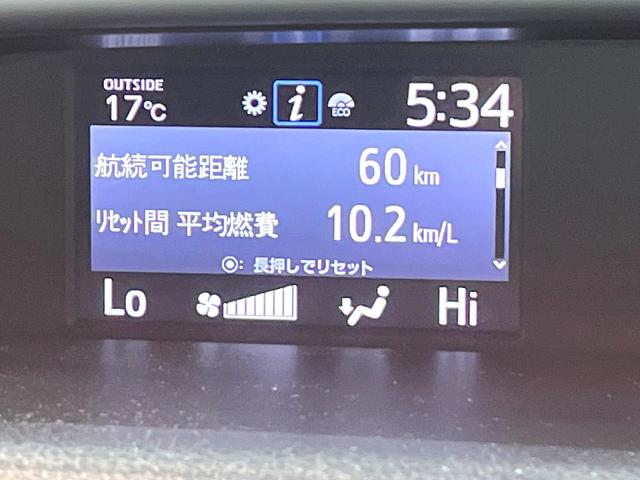 OUTSIDE
17℃
i
ECO
5:34
航続可能距離 60 km
ﾘｾｯﾄ間 平均燃費 10.2 km/L
◉: 長押しでリセット
Lo
Hi